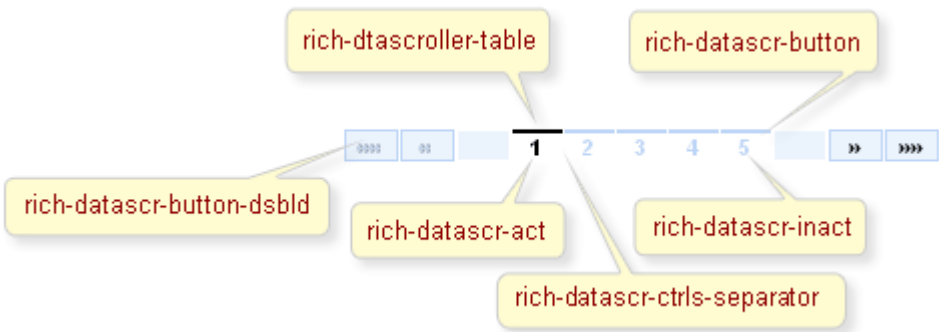 rich-dtascroller-table
rich-datascr-button
«««« «« 1 2 3 4 5 »» »»»»
rich-datascr-button-dsbld
rich-datascr-act
rich-datascr-inact
rich-datascr-ctrls-separator